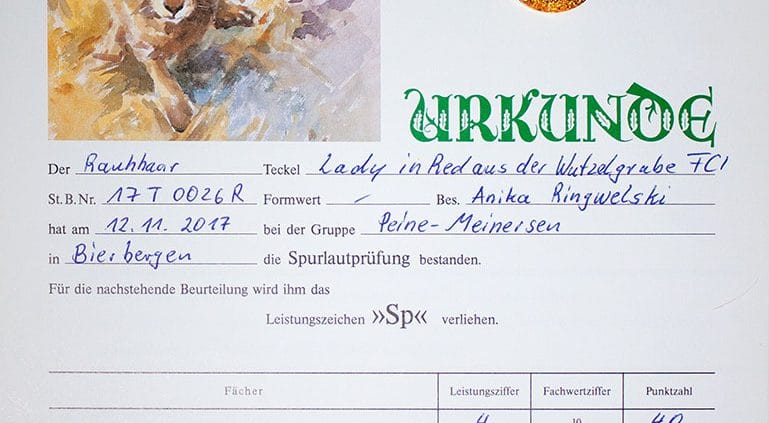 URKUNDE
Der Rauhhaar Teckel Lady in Red aus der Wutzelgrabe FCI
St.B.Nr. 17 T 0026 R Formwert – Bes. Anika Ringwelski
hat am 12.11.2017 bei der Gruppe Peine-Meinersen
in Bierbergen die Spurlautprüfung bestanden.
Für die nachstehende Beurteilung wird ihm das
Leistungszeichen »Sp« verliehen.
Fächer Leistungsziffer Fachwertziffer Punktzahl
4 10 40